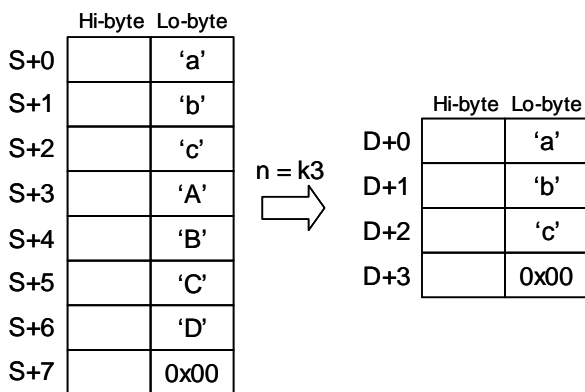 Hi-byte Lo-byte
S+0 ‘a’
S+1 ‘b’
S+2 ‘c’
S+3 ‘A’
S+4 ‘B’
S+5 ‘C’
S+6 ‘D’
S+7 0x00
n = k3
Hi-byte Lo-byte
D+0 ‘a’
D+1 ‘b’
D+2 ‘c’
D+3 0x00